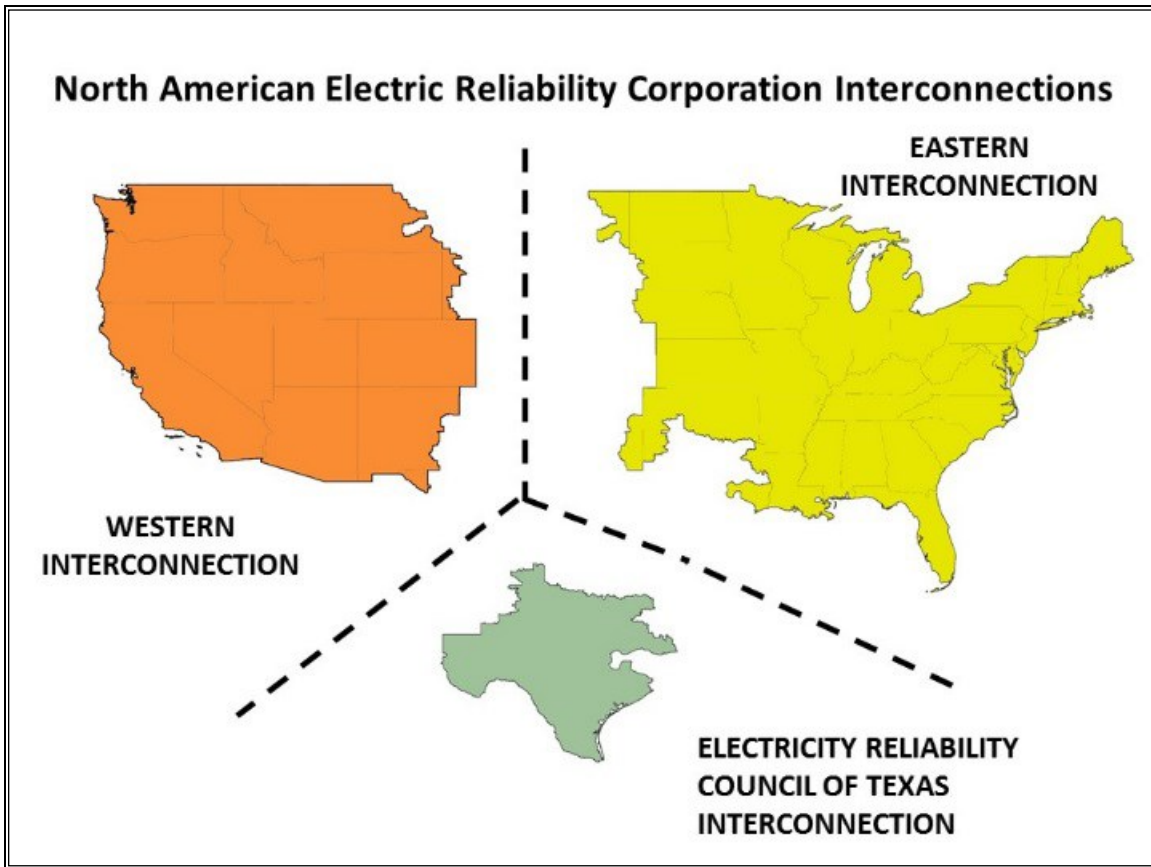 North American Electric Reliability Corporation Interconnections
EASTERN
INTERCONNECTION
WESTERN
INTERCONNECTION
ELECTRICITY RELIABILITY
COUNCIL OF TEXAS
INTERCONNECTION